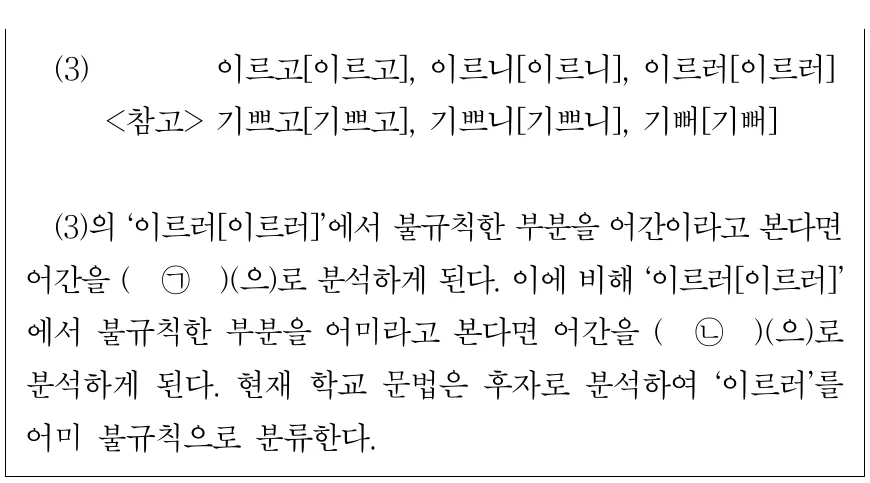 (3) 이르고[이르고], 이르니[이르니], 이르러[이르러]
<참고> 기쁘고[기쁘고], 기쁘니[기쁘니], 기뻐[기뻐]
(3)의 ‘이르러[이르러]’에서 불규칙한 부분을 어간이라고 본다면
어간을 ( ㉠ )(으)로 분석하게 된다. 이에 비해 ‘이르러[이르러]’
에서 불규칙한 부분을 어미라고 본다면 어간을 ( ㉡ )(으)로
분석하게 된다. 현재 학교 문법은 후자로 분석하여 ‘이르러’를
어미 불규칙으로 분류한다.